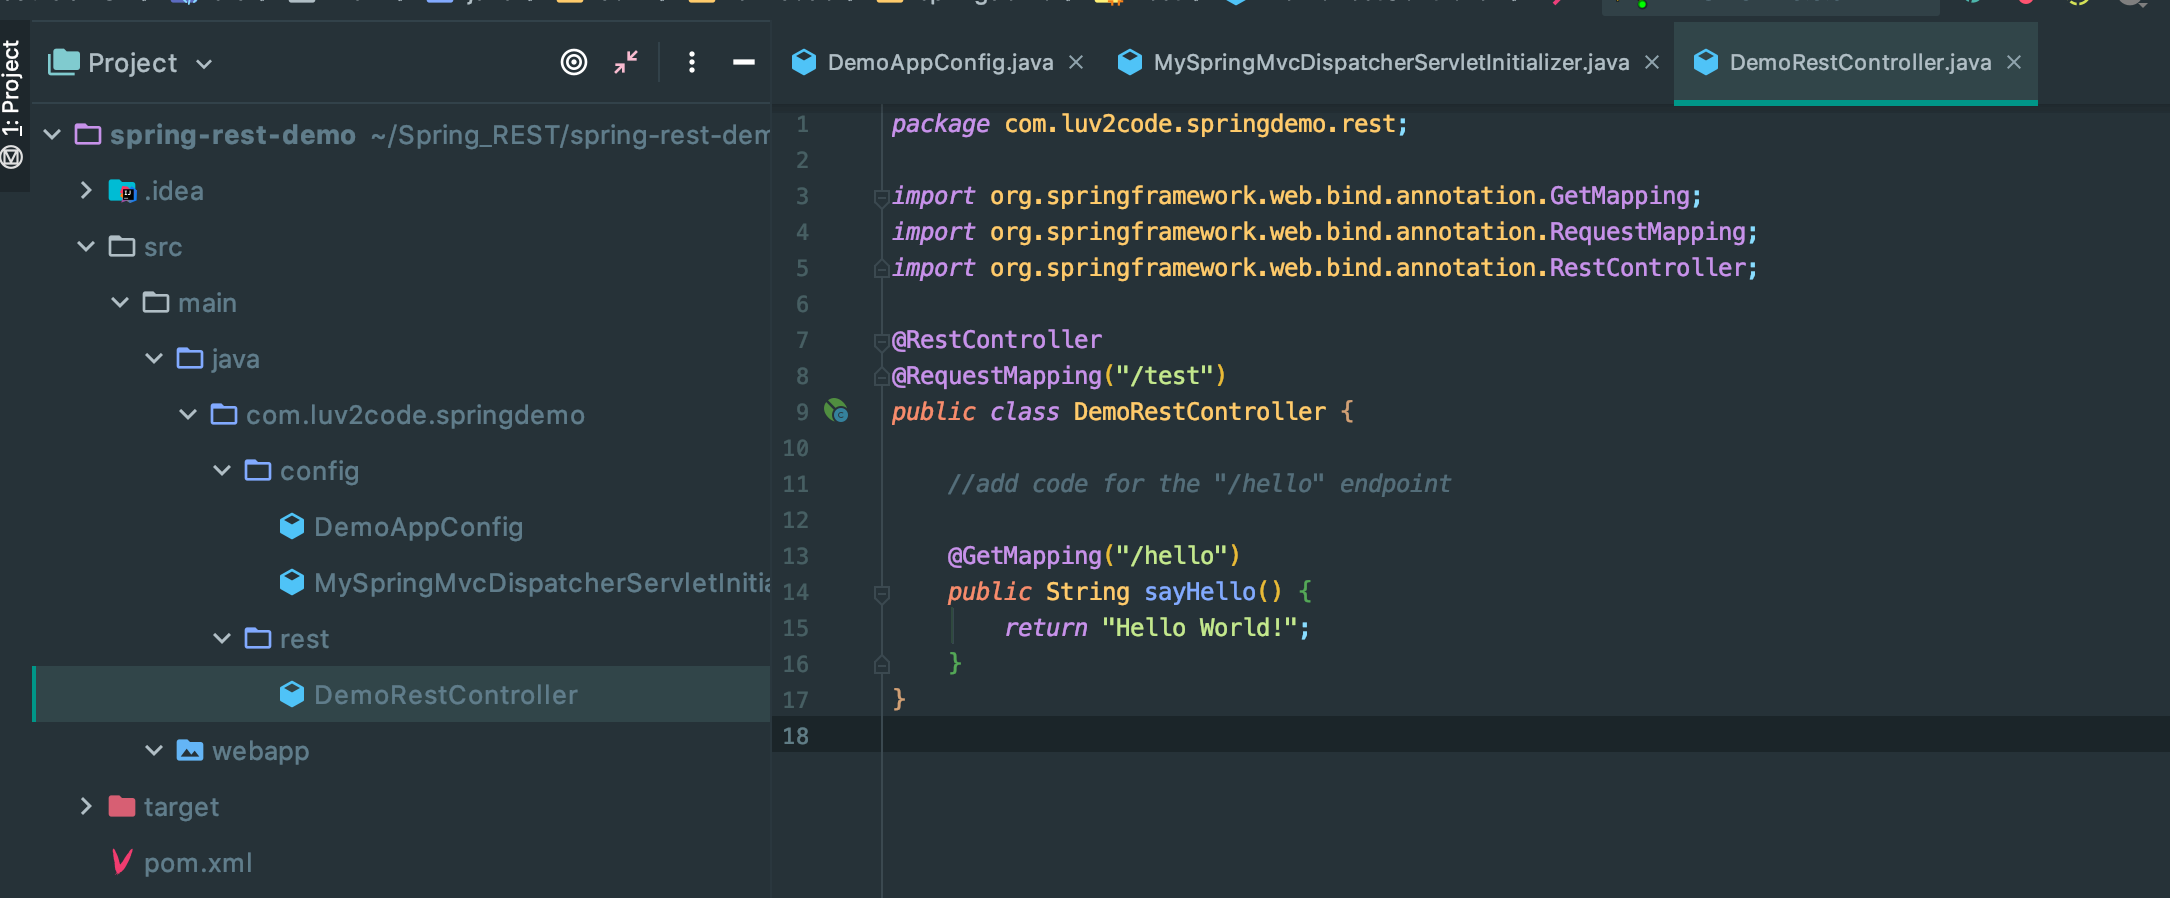 1: Project
Project
spring-rest-demo ~/Spring_REST/spring-rest-dem
.idea
src
main
java
com.luv2code.springdemo
config
DemoAppConfig
MySpringMvcDispatcherServletInitia
rest
DemoRestController
webapp
target
pom.xml
DemoAppConfig.java
MySpringMvcDispatcherServletInitializer.java
DemoRestController.java
1 package com.luv2code.springdemo.rest;
2
3 import org.springframework.web.bind.annotation.GetMapping;
4 import org.springframework.web.bind.annotation.RequestMapping;
5 import org.springframework.web.bind.annotation.RestController;
6
7 @RestController
8 @RequestMapping("/test")
9 public class DemoRestController {
10
11 //add code for the "/hello" endpoint
12
13 @GetMapping("/hello")
14 public String sayHello() {
15 return "Hello World!";
16 }
17 }
18